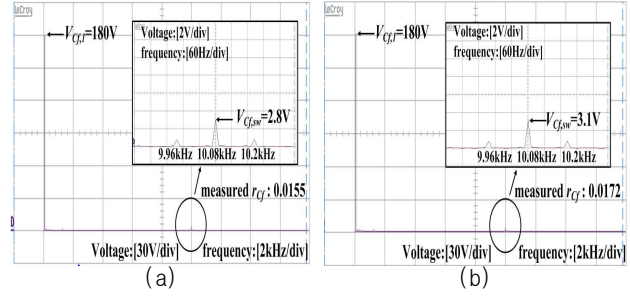 LeCroy
V_Cf,1=180V
Voltage:[2V/div]
frequency:[60Hz/div]
V_Cf,sw=2.8V
9.96kHz 10.08kHz 10.2kHz
measured r_Cf : 0.0155
Voltage:[30V/div] frequency:[2kHz/div]
(a)
LeCroy
V_Cf,1=180V
Voltage:[2V/div]
frequency:[60Hz/div]
V_Cf,sw=3.1V
9.96kHz 10.08kHz 10.2kHz
measured r_Cf : 0.0172
Voltage:[30V/div] frequency:[2kHz/div]
(b)